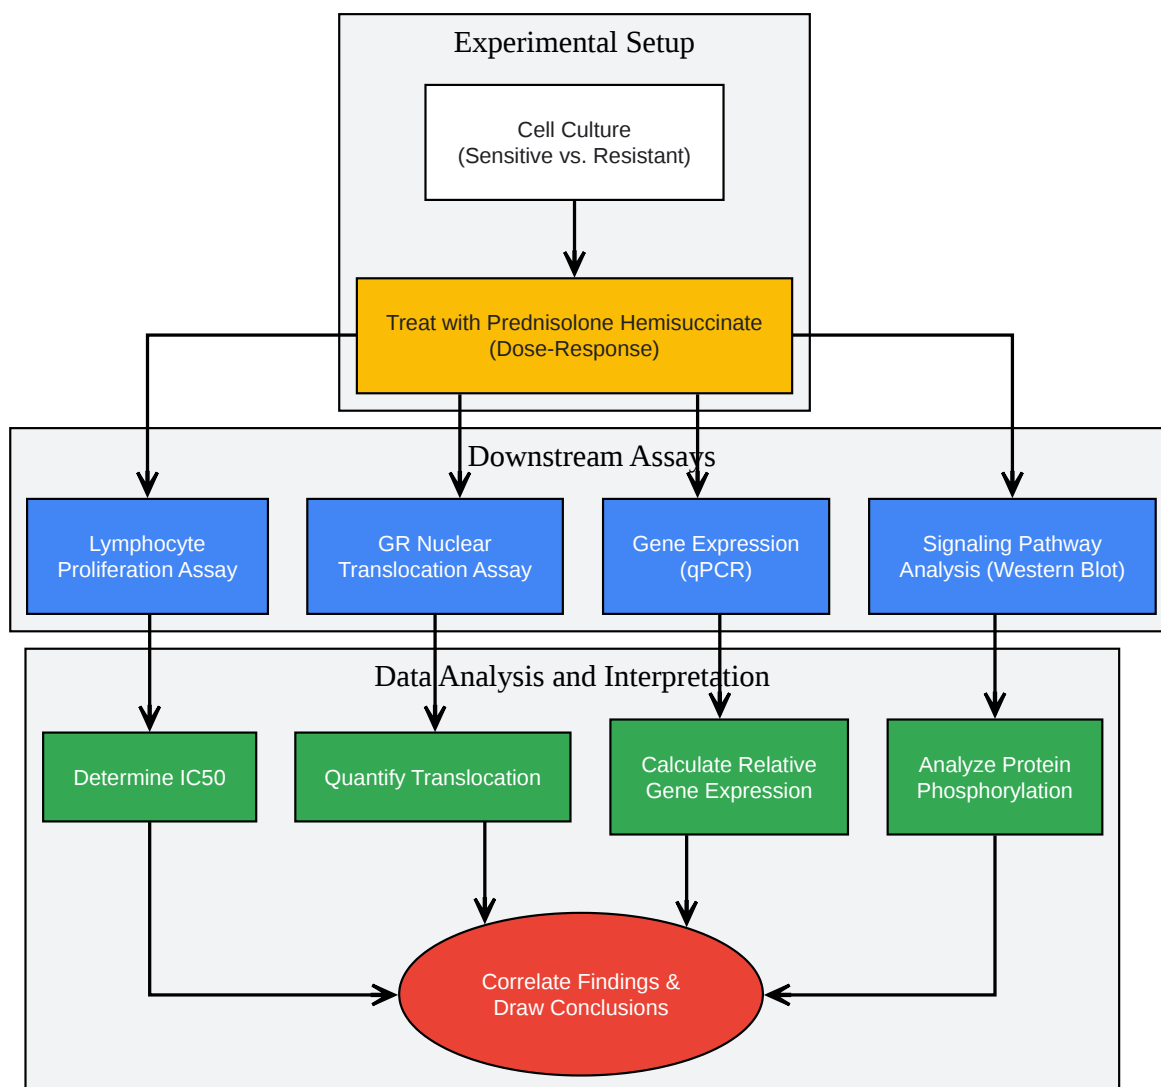 Experimental Setup
Cell Culture
(Sensitive vs. Resistant)
Treat with Prednisolone Hemisuccinate
(Dose-Response)
Downstream Assays
Lymphocyte
Proliferation Assay
GR Nuclear
Translocation Assay
Gene Expression
(qPCR)
Signaling Pathway
Analysis (Western Blot)
Data Analysis and Interpretation
Determine IC50
Quantify Translocation
Calculate Relative
Gene Expression
Analyze Protein
Phosphorylation
Correlate Findings &
Draw Conclusions